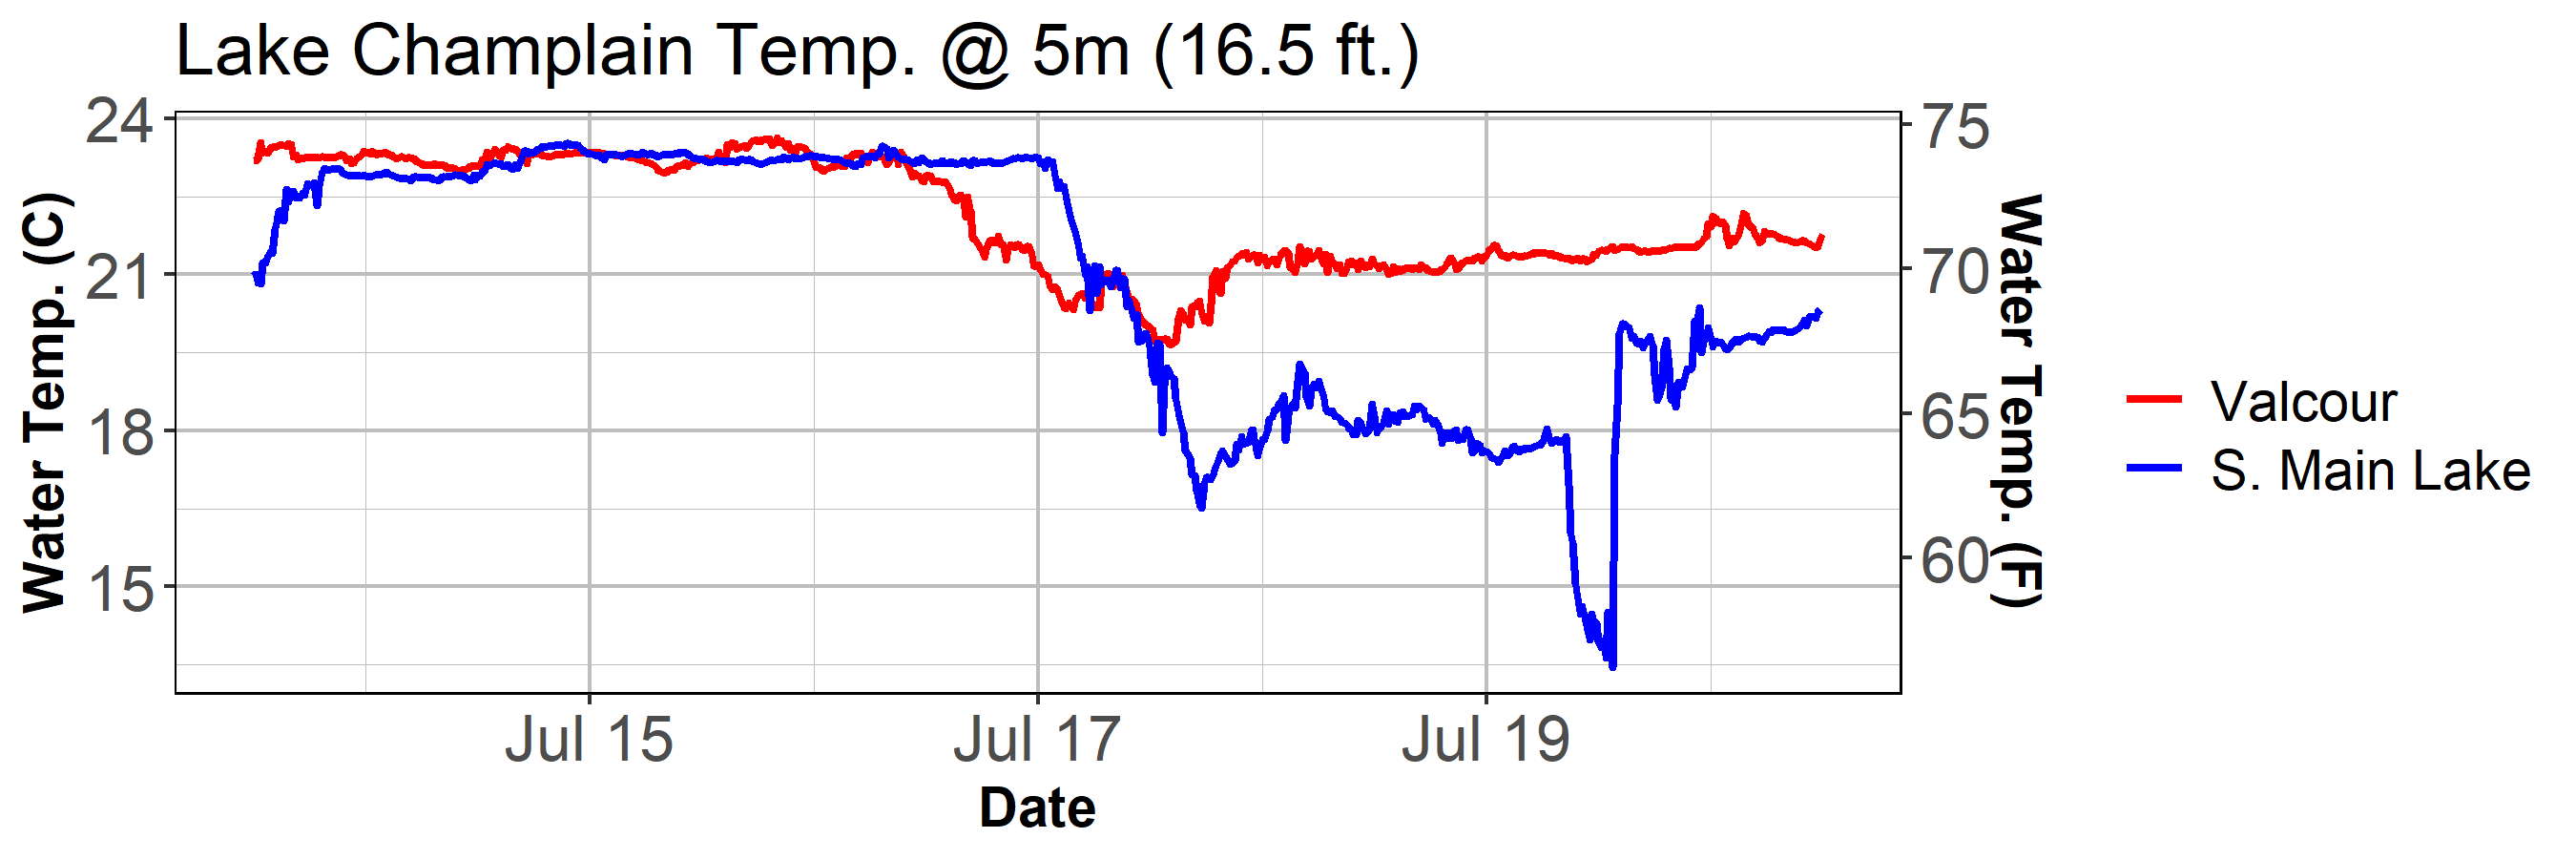 Lake Champlain Temp. @ 5m (16.5 ft.)
Water Temp. (C)
24
21
18
15
75
70
65
60
Water Temp. (F)
Jul 15
Jul 17
Jul 19
Date
Valcour
S. Main Lake